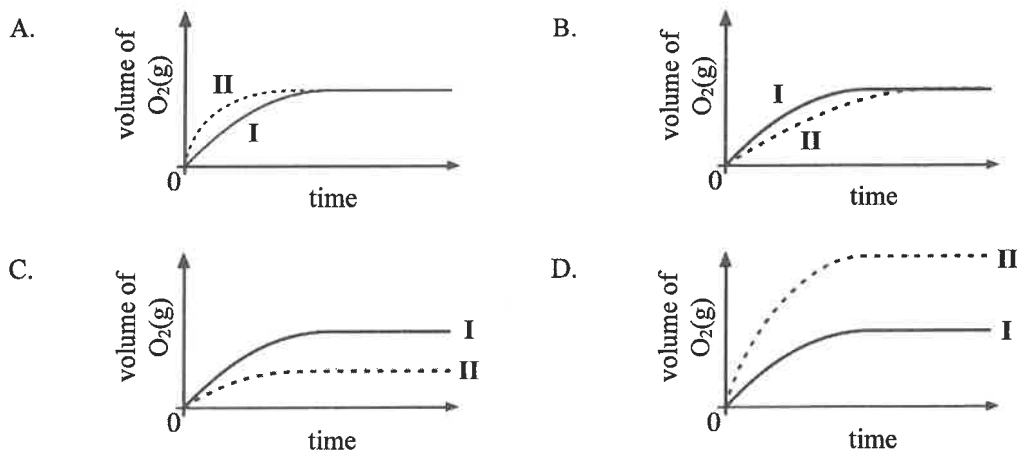 A.
volume of
O₂(g)
II
I
0
time
B.
volume of
O₂(g)
I
II
0
time
C.
volume of
O₂(g)
I
II
0
time
D.
volume of
O₂(g)
II
I
0
time